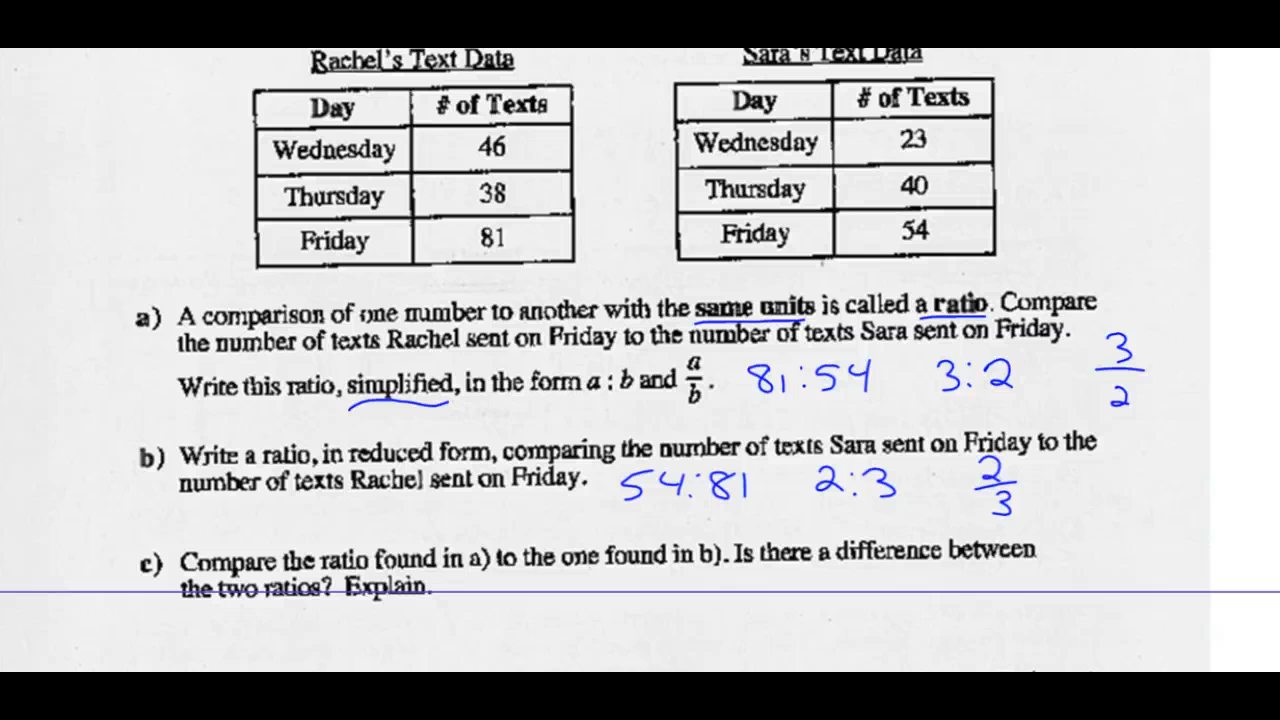 Rachel's Text Data
Day # of Texts
Wednesday 46
Thursday 38
Friday 81
Sara's Text Data
Day # of Texts
Wednesday 23
Thursday 40
Friday 54
a) A comparison of one number to another with the same units is called a ratio. Compare
the number of texts Rachel sent on Friday to the number of texts Sara sent on Friday.
Write this ratio, simplified, in the form a : b and a/b. 81:54 3:2 3/2
b) Write a ratio, in reduced form, comparing the number of texts Sara sent on Friday to the
number of texts Rachel sent on Friday. 54:81 2:3 2/3
c) Compare the ratio found in a) to the one found in b). Is there a difference between
the two ratios? Explain.